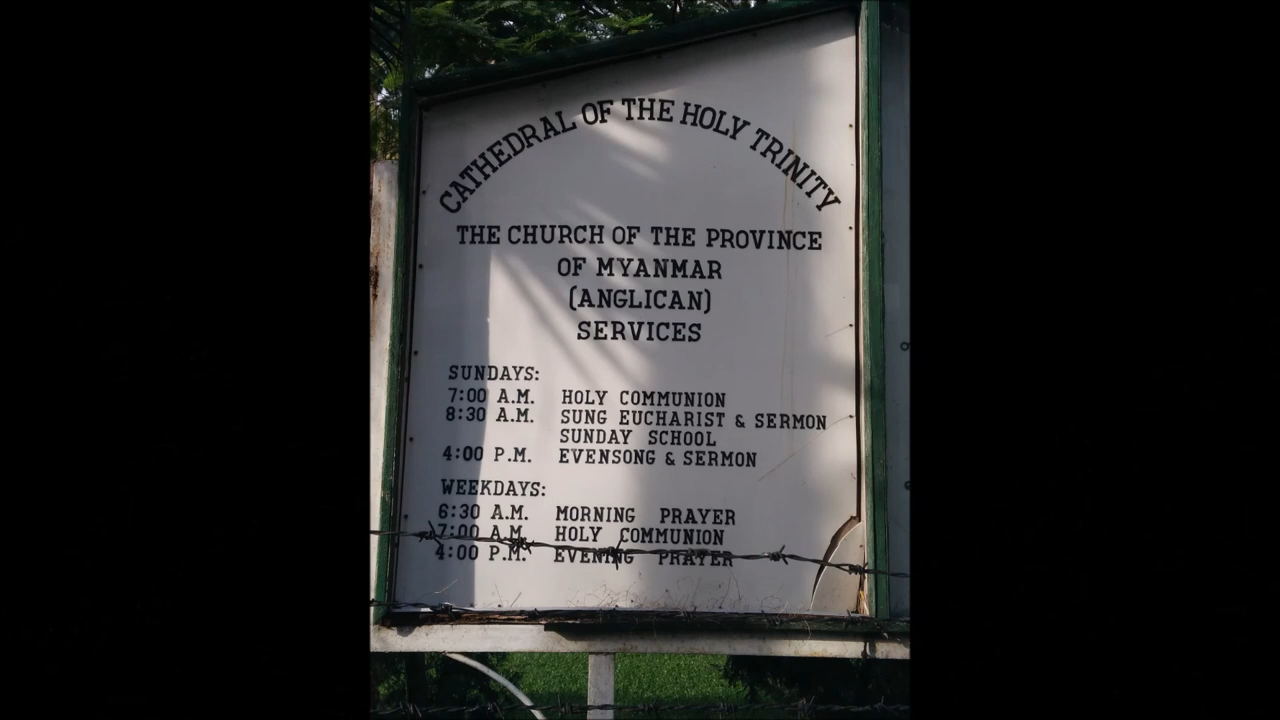 CATHEDRAL OF THE HOLY TRINITY
THE CHURCH OF THE PROVINCE
OF MYANMAR
(ANGLICAN)
SERVICES
SUNDAYS:
7:00 A.M. HOLY COMMUNION
8:30 A.M. SUNG EUCHARIST & SERMON
SUNDAY SCHOOL
4:00 P.M. EVENSONG & SERMON
WEEKDAYS:
6:30 A.M. MORNING PRAYER
7:00 A.M. HOLY COMMUNION
4:00 P.M. EVENING PRAYER